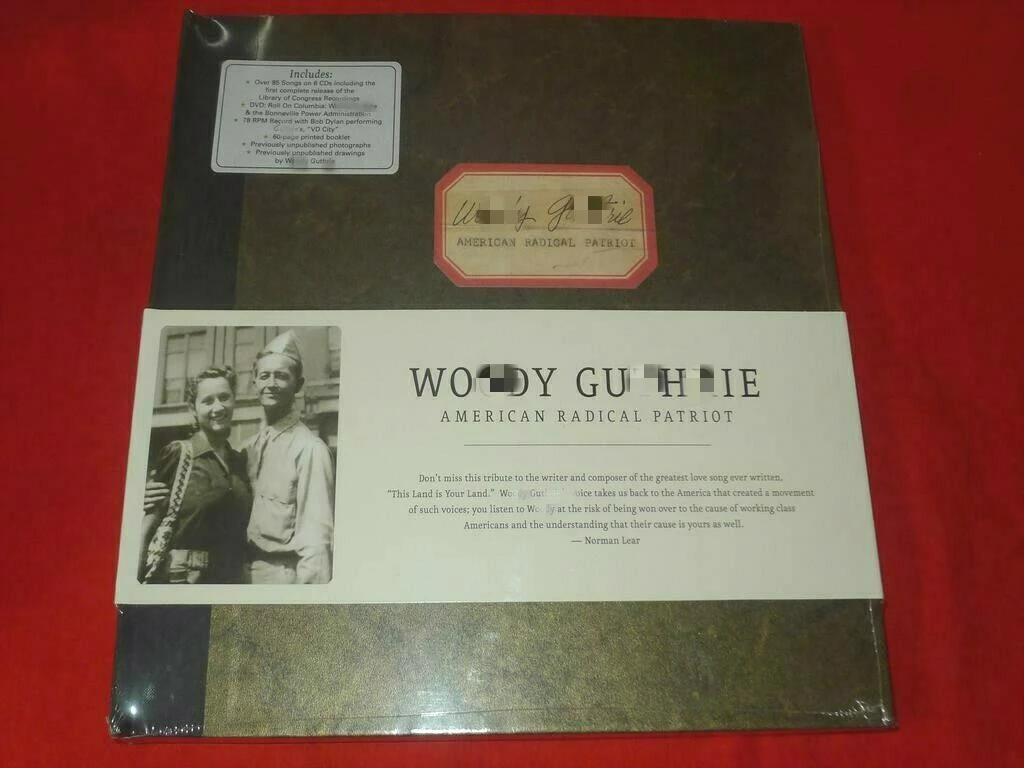 Includes:
★ Over 85 Songs on 6 CDs including the
first complete release of the
Library of Congress Recordings
★ DVD: Roll On Columbia:
& the Bonneville Power Administration
★ 78 RPM Record with Bob Dylan performing
"VD City"
★ 60-page printed booklet
★ Previously unpublished photographs
★ Previously unpublished drawings
by Guthrie
AMERICAN RADICAL PATRIOT
AMERICAN RADICAL PATRIOT
Don't miss this tribute to the writer and composer of the greatest love song ever written,
"This Land is Your Land." voice takes us back to the America that created a movement
of such voices; you listen to at the risk of being won over to the cause of working class
Americans and the understanding that their cause is yours as well.
— Norman Lear